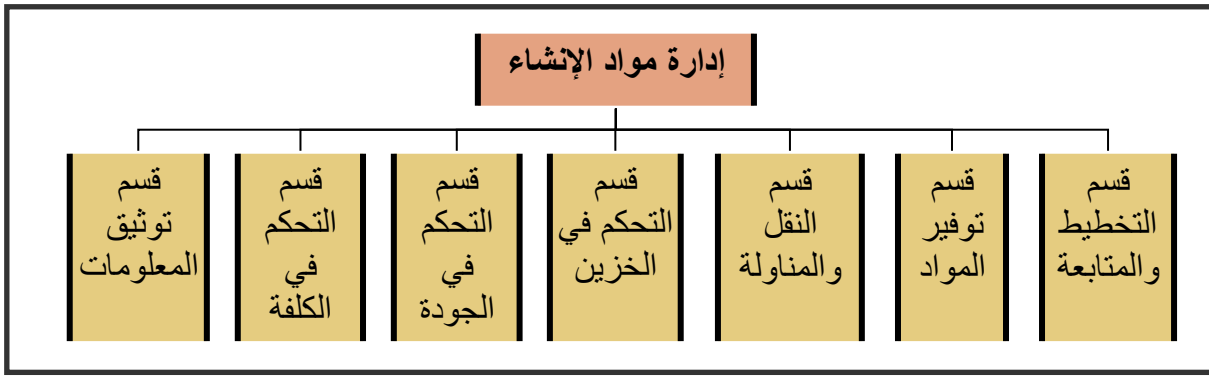 إدارة مواد الإنشاء
قسم
التخطيط
والمتابعة
قسم
توفير
المواد
قسم
النقل
والمناولة
قسم
التحكم في
الخزين
قسم
التحكم
في
الجودة
قسم
التحكم
في
الكلفة
قسم
توثيق
المعلومات